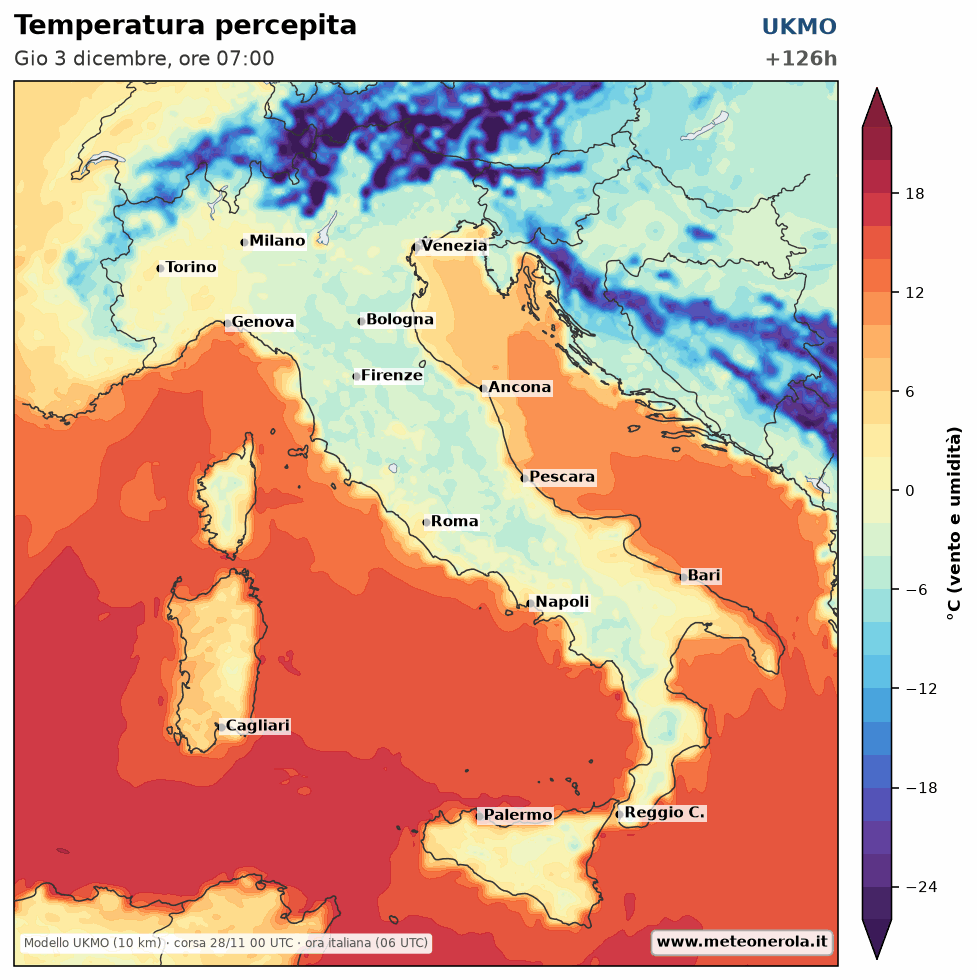 Temperatura percepita
UKMO
Gio 3 dicembre, ore 07:00
+126h
Milano
Venezia
Torino
Genova
Bologna
Firenze
Ancona
Pescara
Roma
Bari
Napoli
Cagliari
Palermo
Reggio C.
18
12
6
0
−6
−12
−18
−24
°C (vento e umidità)
Modello UKMO (10 km) · corsa 28/11 00 UTC · ora italiana (06 UTC)
www.meteonerola.it